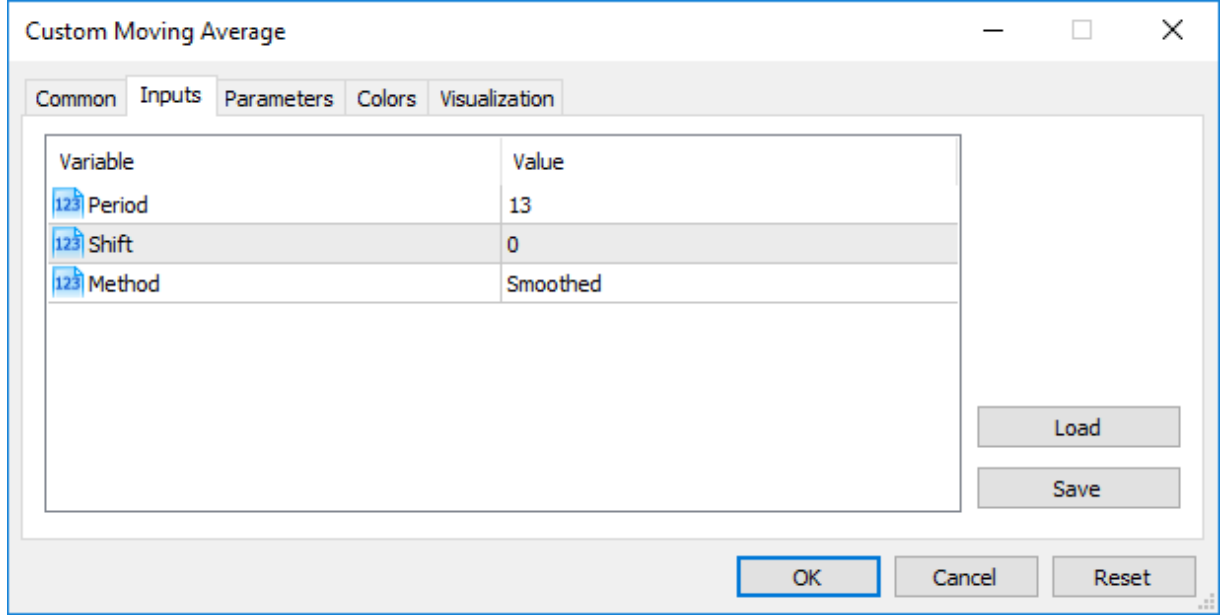 Custom Moving Average
Common Inputs Parameters Colors Visualization
Variable Value
123 Period 13
123 Shift 0
123 Method Smoothed
Load
Save
OK Cancel Reset